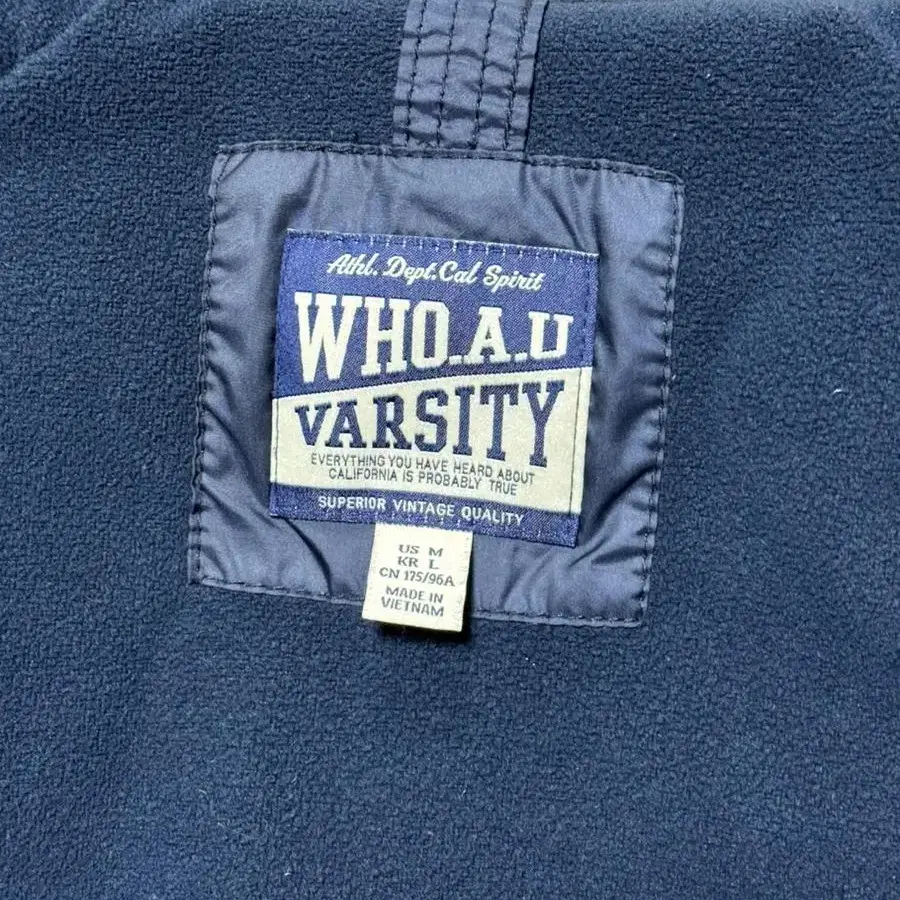 Athl. Dept. Cal Spirit
WHO.A.U
VARSITY
EVERYTHING YOU HAVE HEARD ABOUT
CALIFORNIA IS PROBABLY TRUE
SUPERIOR VINTAGE QUALITY
US M
KR L
CN 175/96A
MADE IN
VIETNAM